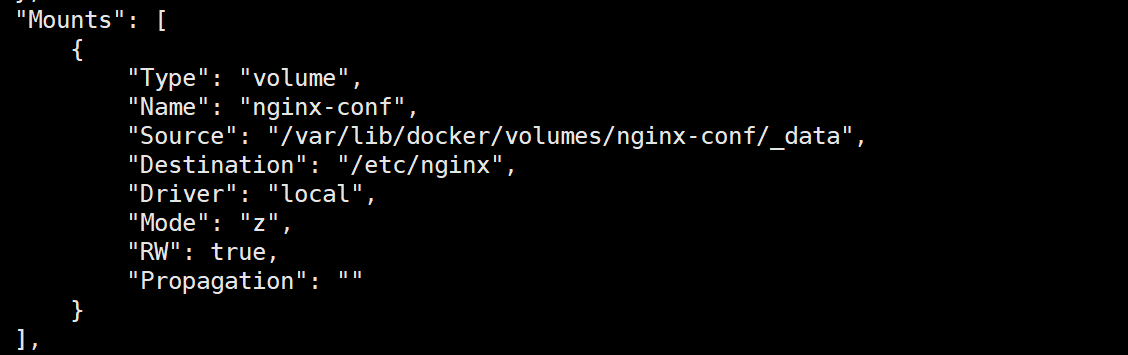 "Mounts": [
{
"Type": "volume",
"Name": "nginx-conf",
"Source": "/var/lib/docker/volumes/nginx-conf/_data",
"Destination": "/etc/nginx",
"Driver": "local",
"Mode": "z",
"RW": true,
"Propagation": ""
}
],